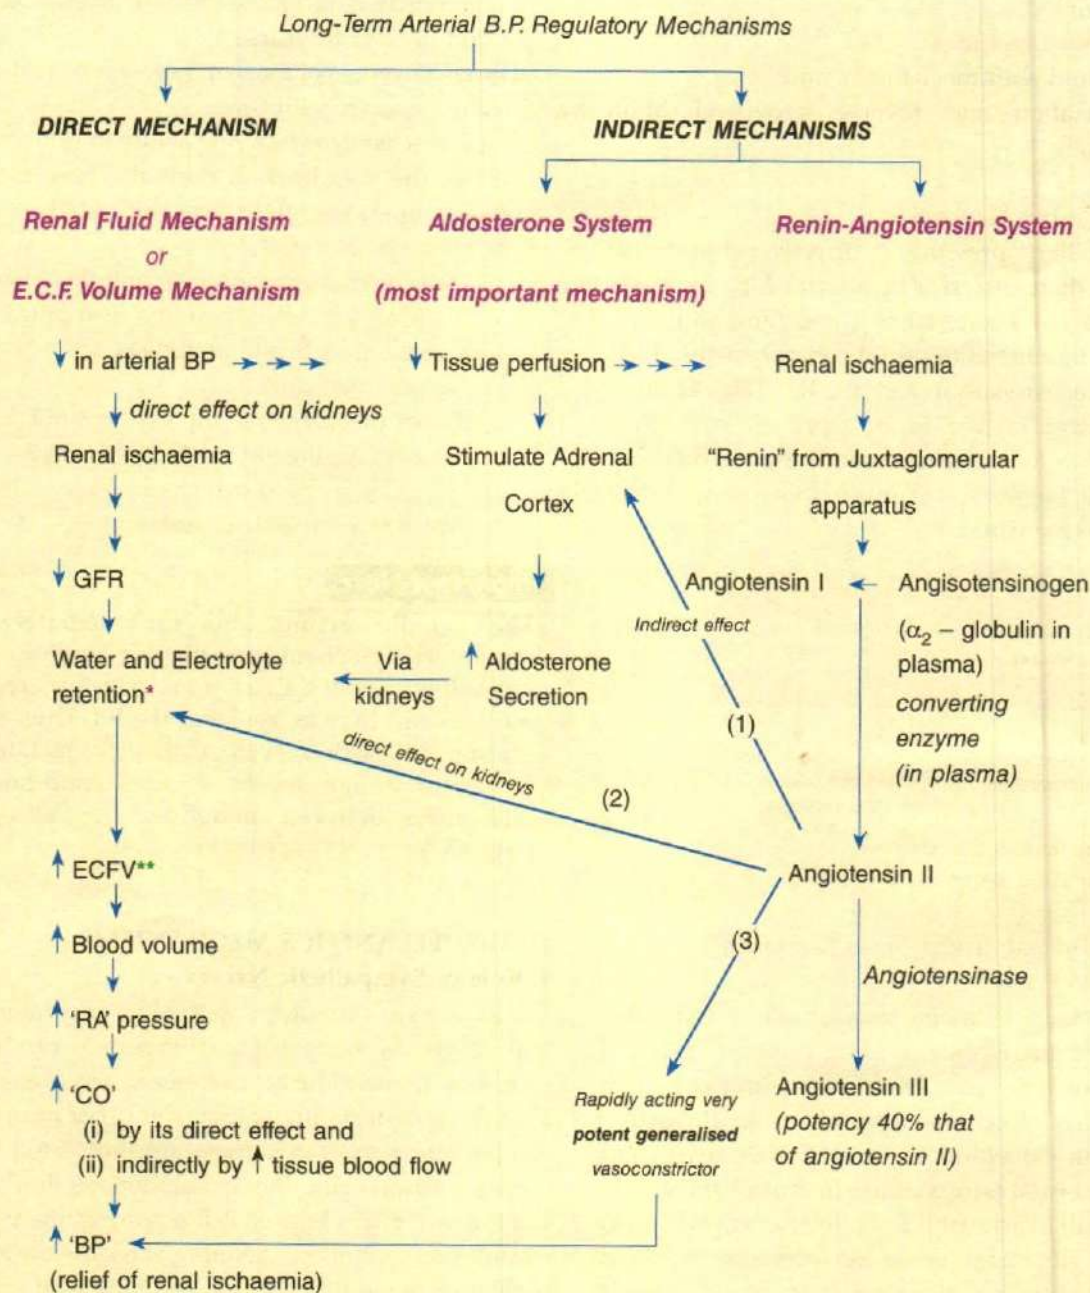 Long-Term Arterial B.P. Regulatory Mechanisms
DIRECT MECHANISM
INDIRECT MECHANISMS
Renal Fluid Mechanism
or
E.C.F. Volume Mechanism
Aldosterone System
(most important mechanism)
Renin-Angiotensin System
↓ in arterial BP → → → ↓ Tissue perfusion → → → Renal ischaemia
direct effect on kidneys
Renal ischaemia
Stimulate Adrenal
Cortex
"Renin" from Juxtaglomerular
apparatus
↓ GFR
Angiotensin I ← Angisotensinogen
(α₂ – globulin in
plasma)
converting
enzyme
(in plasma)
Indirect effect
(1)
Water and Electrolyte
retention*
Via
kidneys
↑ Aldosterone
Secretion
direct effect on kidneys
(2)
↑ ECFV**
Angiotensin II
↑ Blood volume
(3)
Angiotensinase
↑ 'RA' pressure
↑ 'CO'
(i) by its direct effect and
(ii) indirectly by ↑ tissue blood flow
Rapidly acting very
potent generalised
vasoconstrictor
Angiotensin III
(potency 40% that
of angiotensin II)
↑ 'BP'
(relief of renal ischaemia)